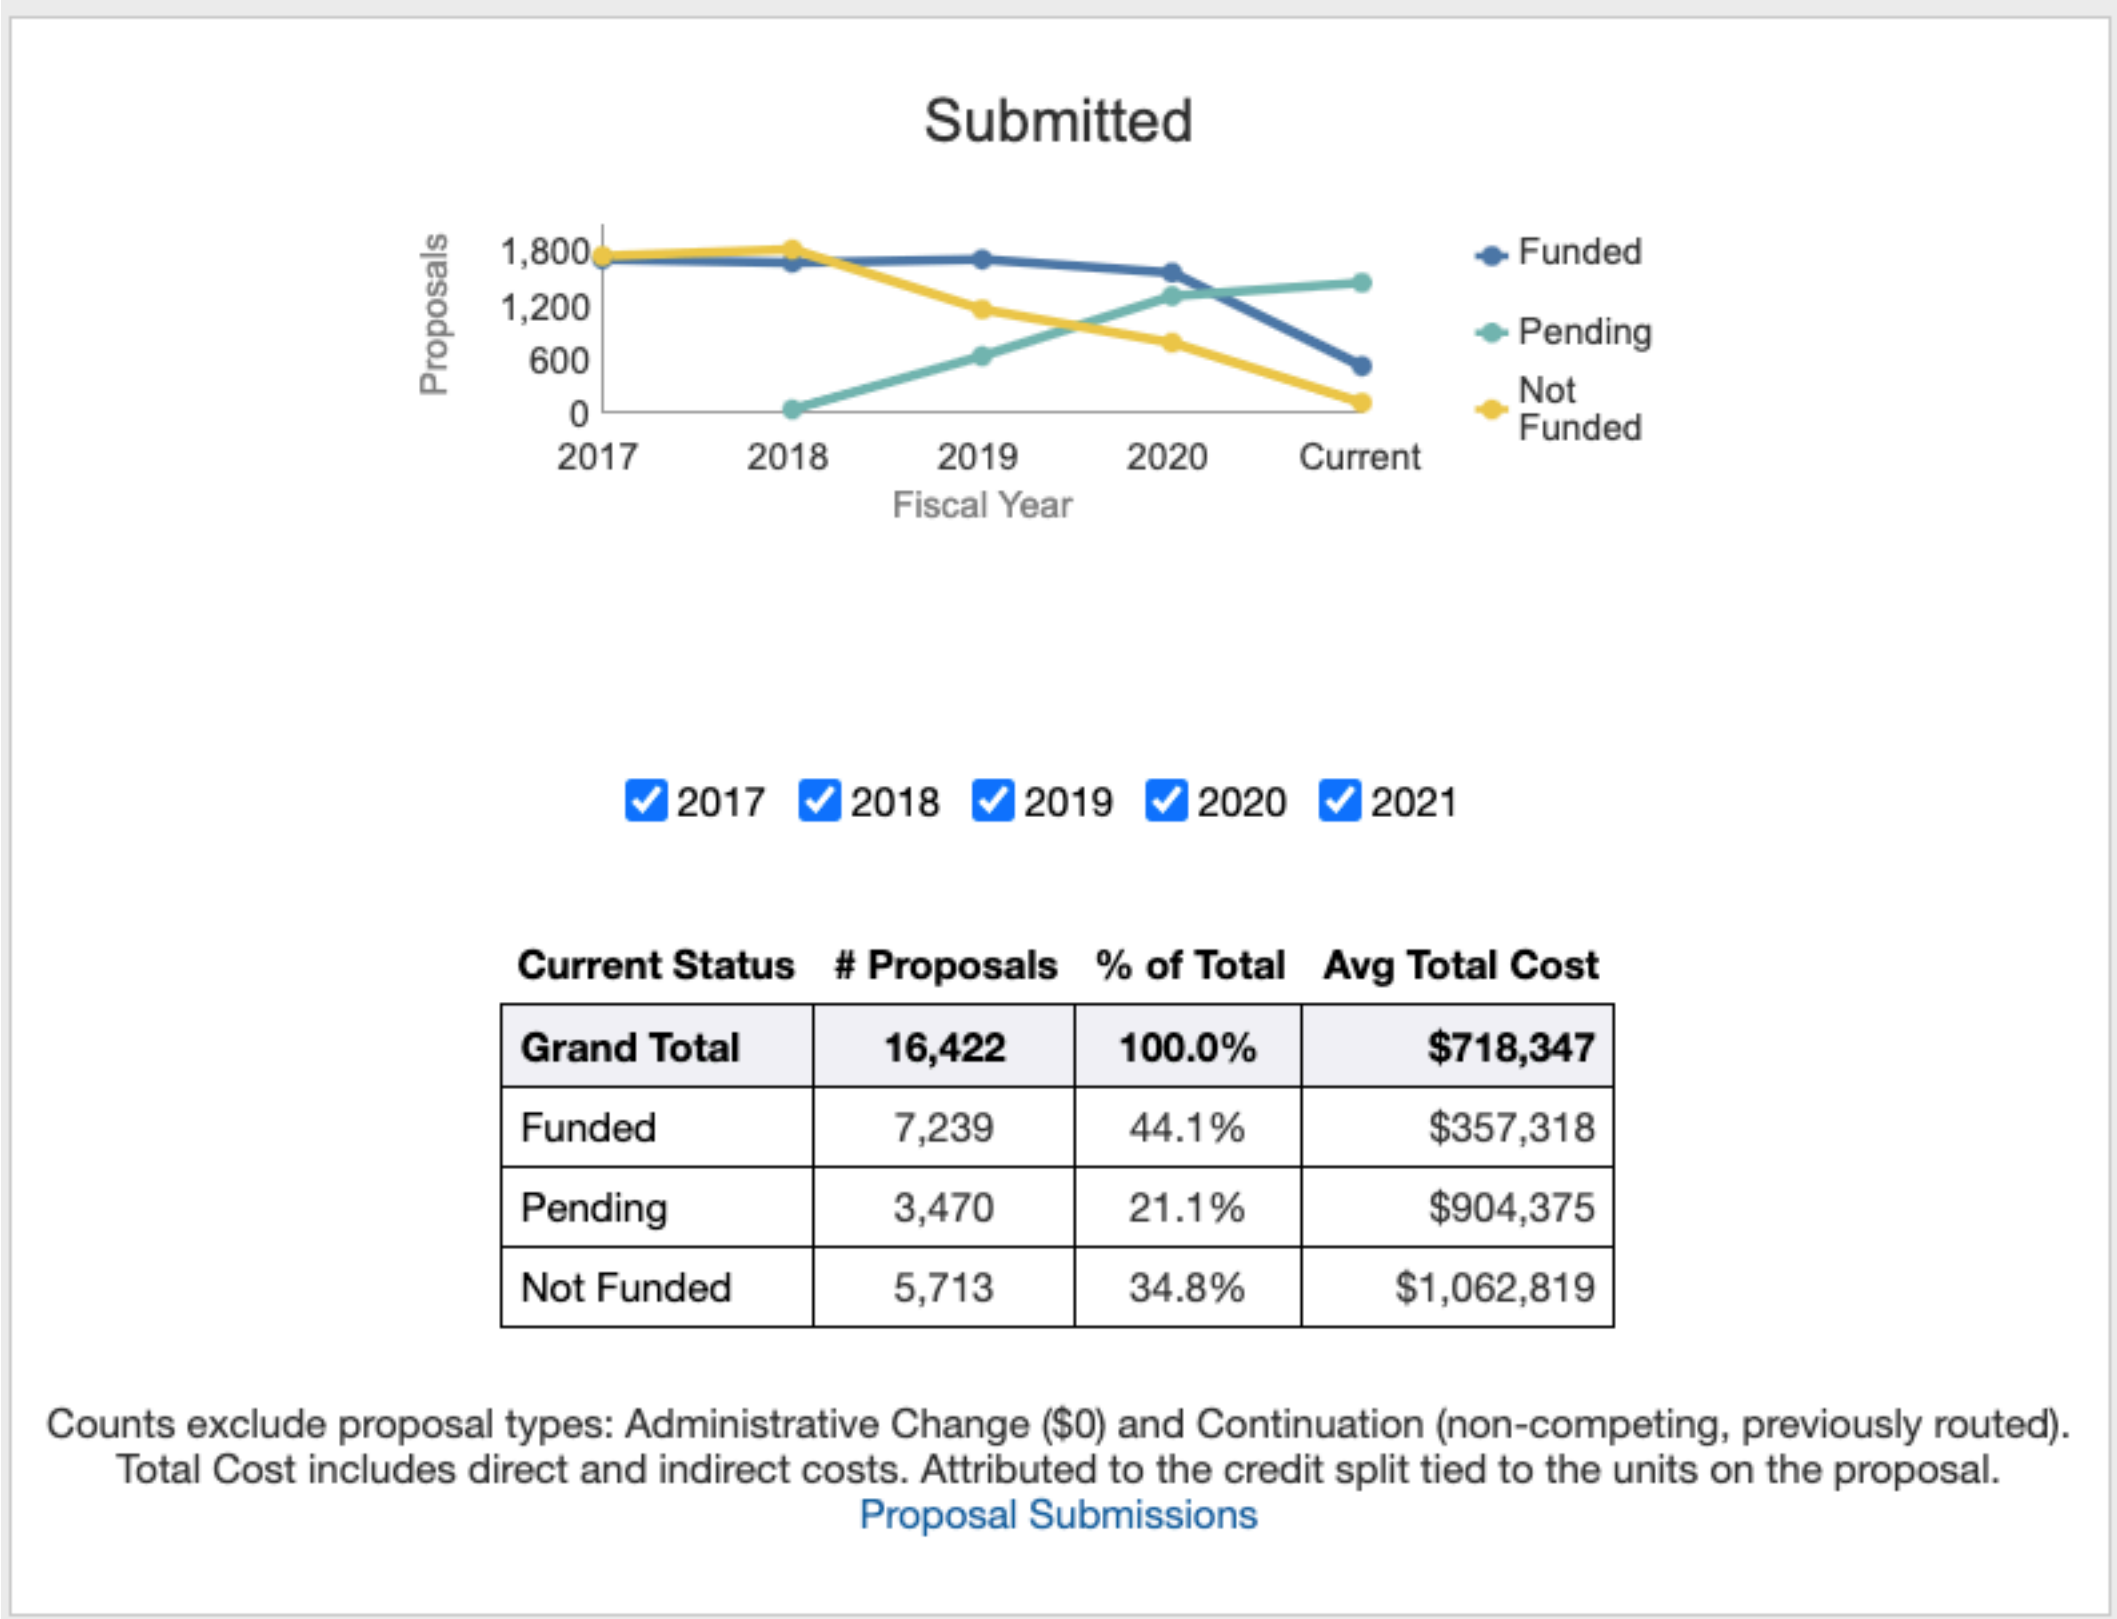 Submitted
Proposals
1,800
1,200
600
0
2017 2018 2019 2020 Current
Fiscal Year
Funded
Pending
Not
Funded
2017 2018 2019 2020 2021
Current Status # Proposals % of Total Avg Total Cost
Grand Total 16,422 100.0% $718,347
Funded 7,239 44.1% $357,318
Pending 3,470 21.1% $904,375
Not Funded 5,713 34.8% $1,062,819
Counts exclude proposal types: Administrative Change ($0) and Continuation (non-competing, previously routed).
Total Cost includes direct and indirect costs. Attributed to the credit split tied to the units on the proposal.
Proposal Submissions